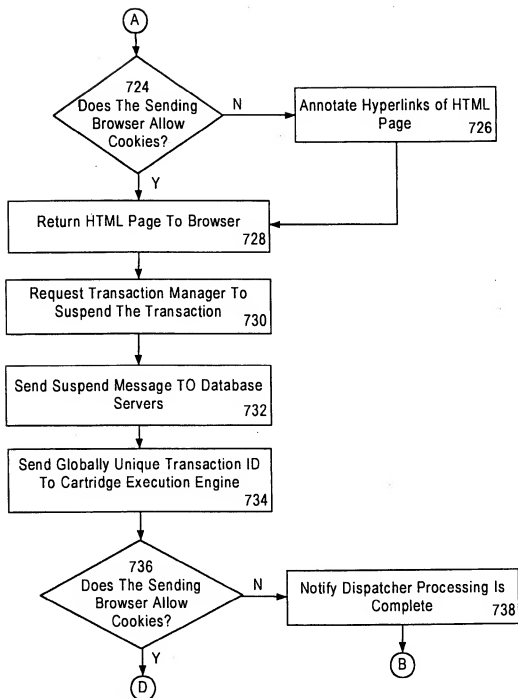 A
724
Does The Sending
Browser Allow
Cookies?
N
Annotate Hyperlinks of HTML
Page
726
Y
Return HTML Page To Browser
728
Request Transaction Manager To
Suspend The Transaction
730
Send Suspend Message TO Database
Servers
732
Send Globally Unique Transaction ID
To Cartridge Execution Engine
734
736
Does The Sending
Browser Allow
Cookies?
N
Notify Dispatcher Processing Is
Complete
738
Y
B
D